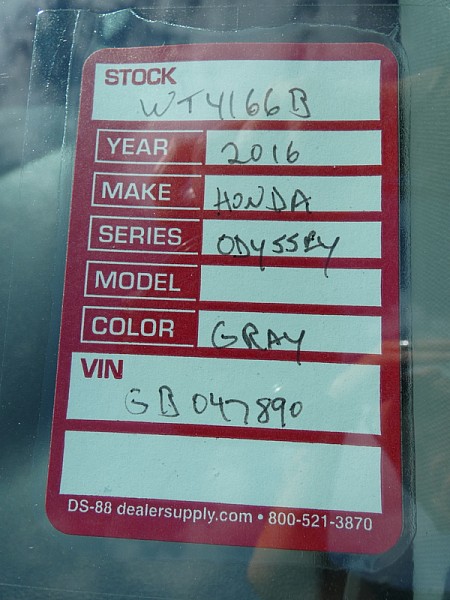 STOCK
WT4166B
YEAR 2016
MAKE HONDA
SERIES ODYSSEY
MODEL
COLOR GRAY
VIN
GB047890
DS-88 dealersupply.com • 800-521-3870